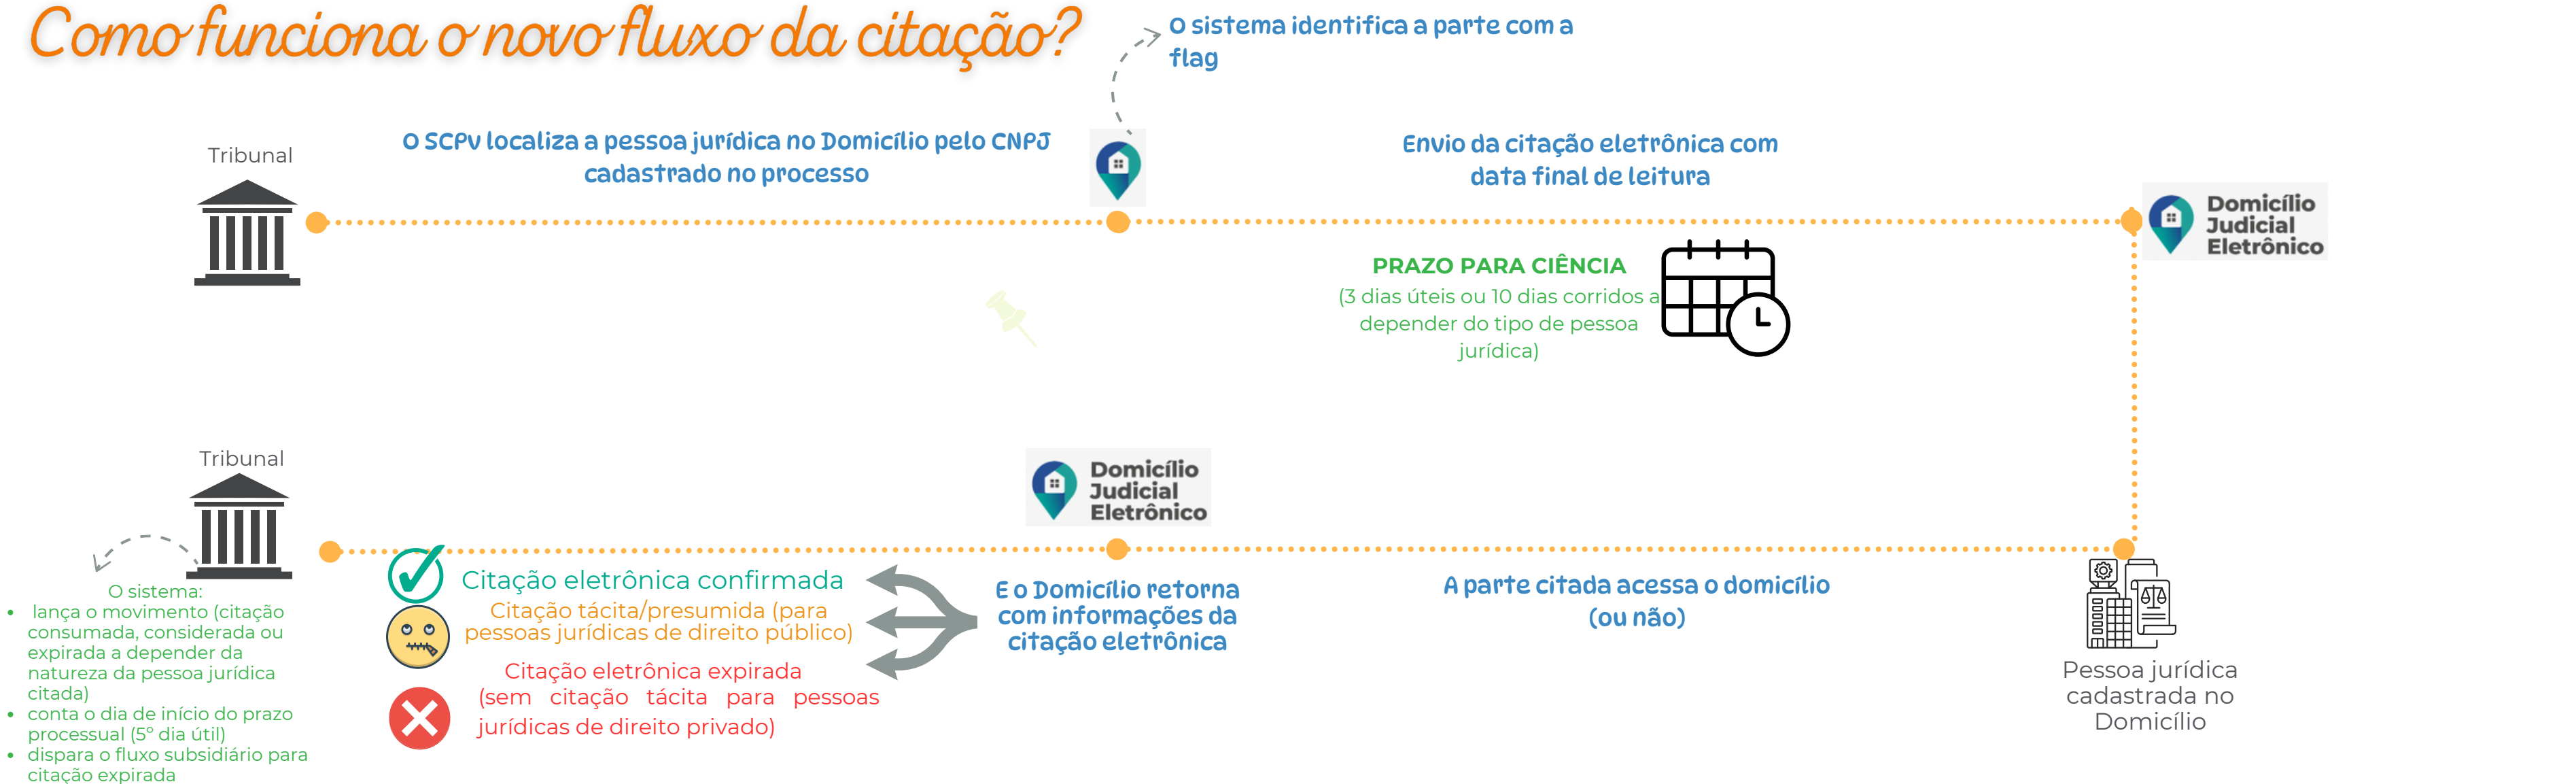 Como funciona o novo fluxo da citação?
O sistema identifica a parte com a
flag
Tribunal
O SCPv localiza a pessoa jurídica no Domicílio pelo CNPJ
cadastrado no processo
Envio da citação eletrônica com
data final de leitura
Domicílio
Judicial
Eletrônico
PRAZO PARA CIÊNCIA
(3 dias úteis ou 10 dias corridos a
depender do tipo de pessoa
jurídica)
Tribunal
Domicílio
Judicial
Eletrônico
O sistema:
• lança o movimento (citação
consumada, considerada ou
expirada a depender da
natureza da pessoa jurídica
citada)
• conta o dia de início do prazo
processual (5º dia útil)
• dispara o fluxo subsidiário para
citação expirada
Citação eletrônica confirmada
Citação tácita/presumida (para
pessoas jurídicas de direito público)
Citação eletrônica expirada
(sem citação tácita para pessoas
jurídicas de direito privado)
E o Domicílio retorna
com informações da
citação eletrônica
A parte citada acessa o domicílio
(ou não)
Pessoa jurídica
cadastrada no
Domicílio